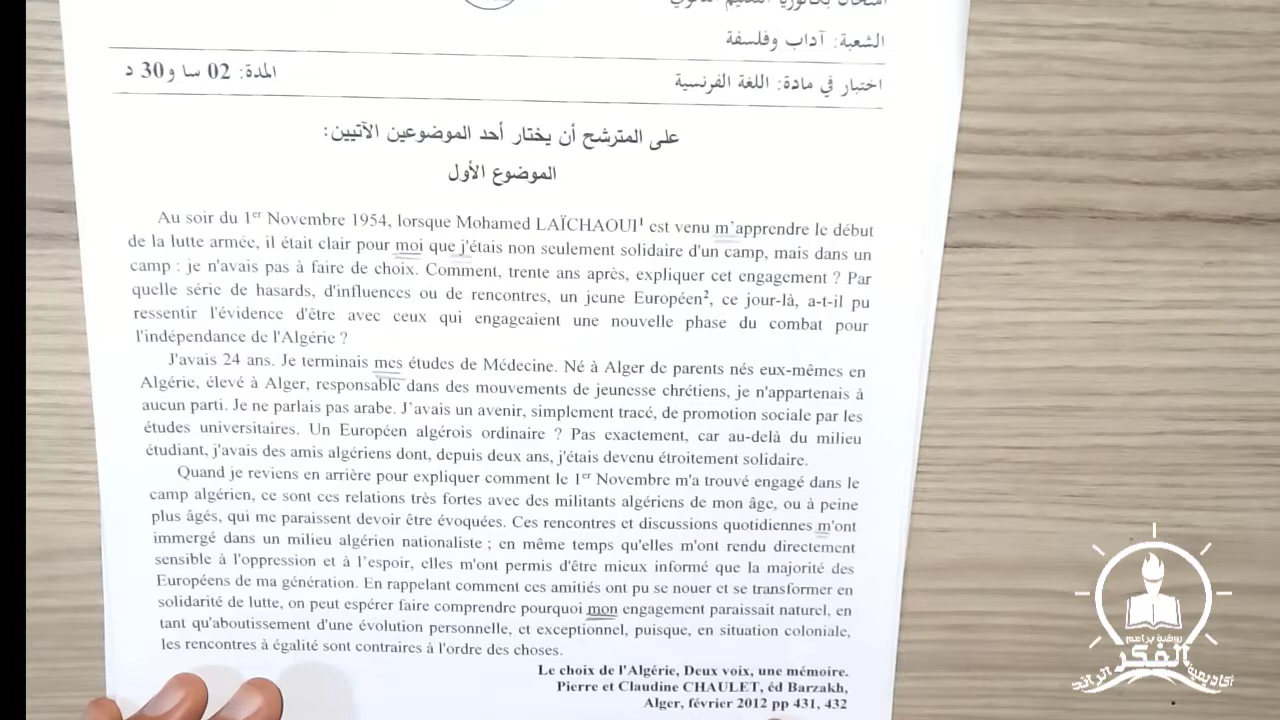 امتحان بكالوريا التعليم الثانوي
الشعبة: آداب وفلسفة
اختبار في مادة: اللغة الفرنسية المدة: 02 سا و30 د
على المترشح أن يختار أحد الموضوعين الآتيين:
الموضوع الأول
Au soir du 1er Novembre 1954, lorsque Mohamed LAÏCHAOUI¹ est venu m'apprendre le début
de la lutte armée, il était clair pour moi que j'étais non seulement solidaire d'un camp, mais dans un
camp : je n'avais pas à faire de choix. Comment, trente ans après, expliquer cet engagement ? Par
quelle série de hasards, d'influences ou de rencontres, un jeune Européen², ce jour-là, a-t-il pu
ressentir l'évidence d'être avec ceux qui engageaient une nouvelle phase du combat pour
l'indépendance de l'Algérie ?
J'avais 24 ans. Je terminais mes études de Médecine. Né à Alger de parents nés eux-mêmes en
Algérie, élevé à Alger, responsable dans des mouvements de jeunesse chrétiens, je n'appartenais à
aucun parti. Je ne parlais pas arabe. J'avais un avenir, simplement tracé, de promotion sociale par les
études universitaires. Un Européen algérois ordinaire ? Pas exactement, car au-delà du milieu
étudiant, j'avais des amis algériens dont, depuis deux ans, j'étais devenu étroitement solidaire.
Quand je reviens en arrière pour expliquer comment le 1er Novembre m'a trouvé engagé dans le
camp algérien, ce sont ces relations très fortes avec des militants algériens de mon âge, ou à peine
plus âgés, qui me paraissent devoir être évoquées. Ces rencontres et discussions quotidiennes m'ont
immergé dans un milieu algérien nationaliste ; en même temps qu'elles m'ont rendu directement
sensible à l'oppression et à l'espoir, elles m'ont permis d'être mieux informé que la majorité des
Européens de ma génération. En rappelant comment ces amitiés ont pu se nouer et se transformer en
solidarité de lutte, on peut espérer faire comprendre pourquoi mon engagement paraissait naturel, en
tant qu'aboutissement d'une évolution personnelle, et exceptionnel, puisque, en situation coloniale,
les rencontres à égalité sont contraires à l'ordre des choses.
Le choix de l'Algérie, Deux voix, une mémoire.
Pierre et Claudine CHAULET, éd Barzakh,
Alger, février 2012 pp 431, 432
روضة براعم
الفكر
أكاديمية الرائد